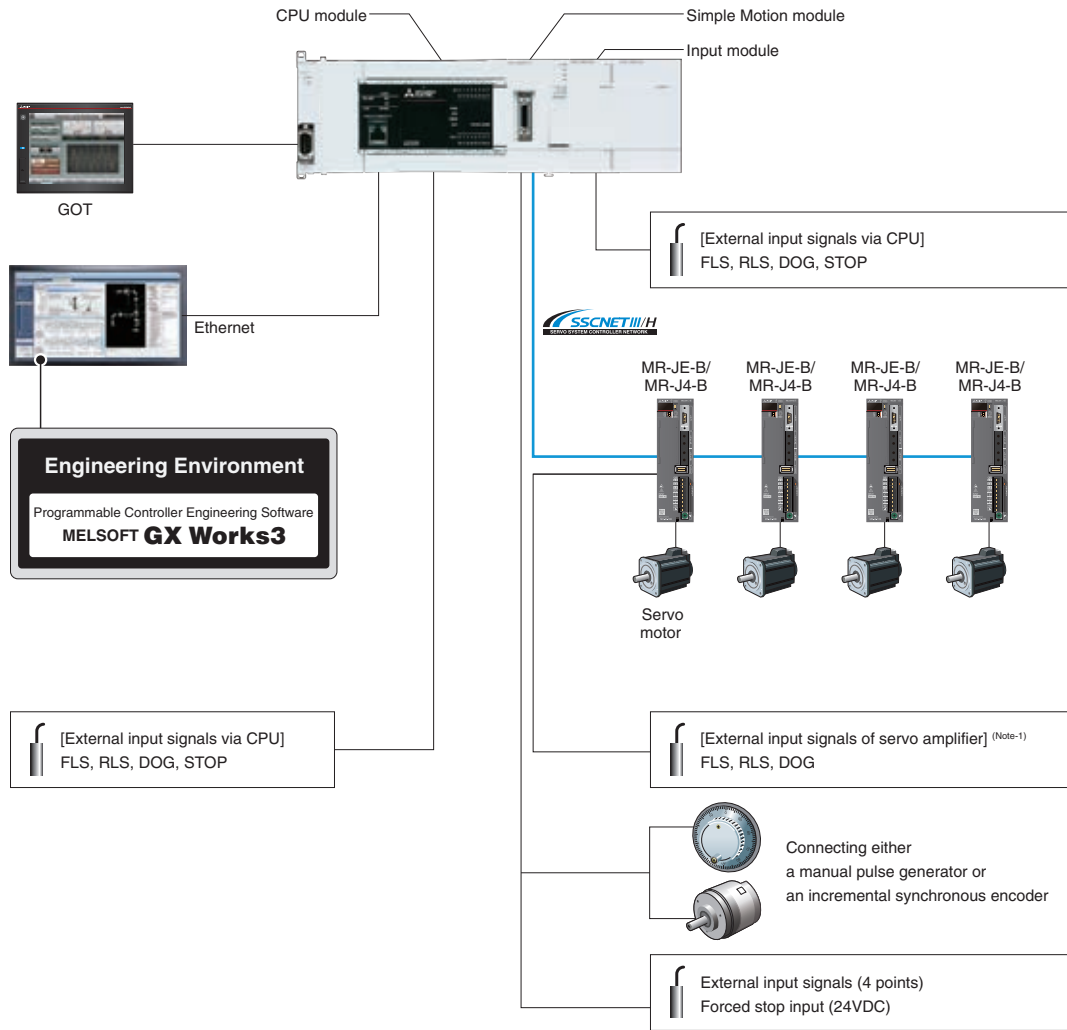 CPU module
Simple Motion module
Input module
GOT
[External input signals via CPU]
FLS, RLS, DOG, STOP
Ethernet
SSCNETIII/H
SERVO SYSTEM CONTROLLER NETWORK
MR-JE-B/
MR-J4-B
MR-JE-B/
MR-J4-B
MR-JE-B/
MR-J4-B
MR-JE-B/
MR-J4-B
Engineering Environment
Programmable Controller Engineering Software
MELSOFT GX Works3
Servo
motor
[External input signals via CPU]
FLS, RLS, DOG, STOP
[External input signals of servo amplifier] (Note-1)
FLS, RLS, DOG
Connecting either
a manual pulse generator or
an incremental synchronous encoder
External input signals (4 points)
Forced stop input (24VDC)